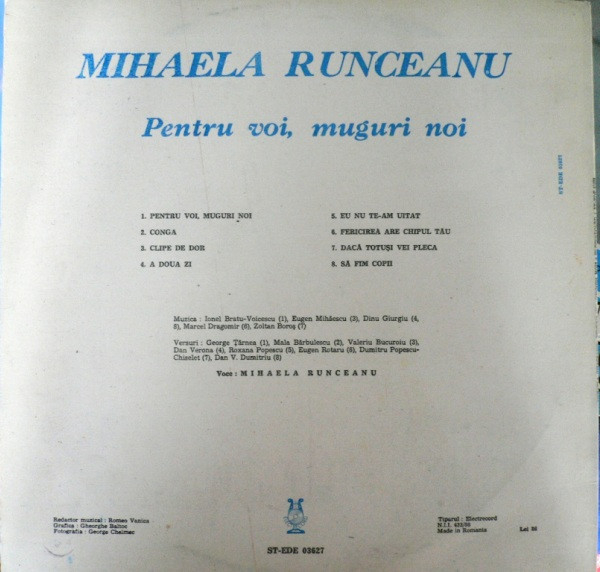 MIHAELA RUNCEANU
Pentru voi, muguri noi
1. PENTRU VOI, MUGURI NOI
2. CONGA
3. CLIPE DE DOR
4. A DOUA ZI
5. EU NU TE-AM UITAT
6. FERICIREA ARE CHIPUL TĂU
7. DACĂ TOTUȘI VEI PLECA
8. SĂ FIM COPII
Muzica : Ionel Bratu-Voicescu (1), Eugen Mihăescu (3), Dinu Giurgiu (4,
8), Marcel Dragomir (6), Zoltan Boroș (7)
Versuri : George Țărnea (1), Mala Bărbulescu (2), Valeriu Bucuroiu (3),
Dan Verona (4), Roxana Popescu (5), Eugen Rotaru (6), Dumitru Popescu-
Chiselet (7), Dan V. Dumitriu (8)
Voce : MIHAELA RUNCEANU
Redactor muzical : Romeo Vanica
Grafica : Gheorghe Baltoc
Fotografia : George Chelmec
ST-EDE 03627
Tiparul : Electrecord
N.I.I.
Made in Romania
Lei
ST-EDE